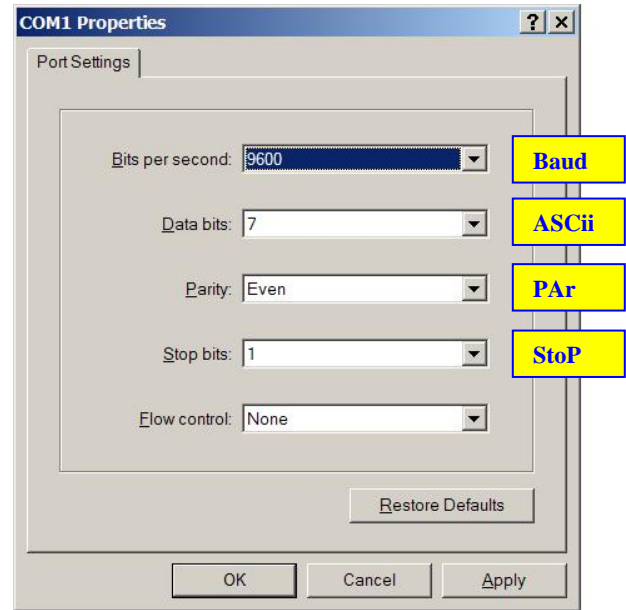 COM1 Properties ? ×
Port Settings
Bits per second: 9600 Baud
Data bits: 7 ASCii
Parity: Even PAr
Stop bits: 1 StoP
Flow control: None
Restore Defaults
OK Cancel Apply